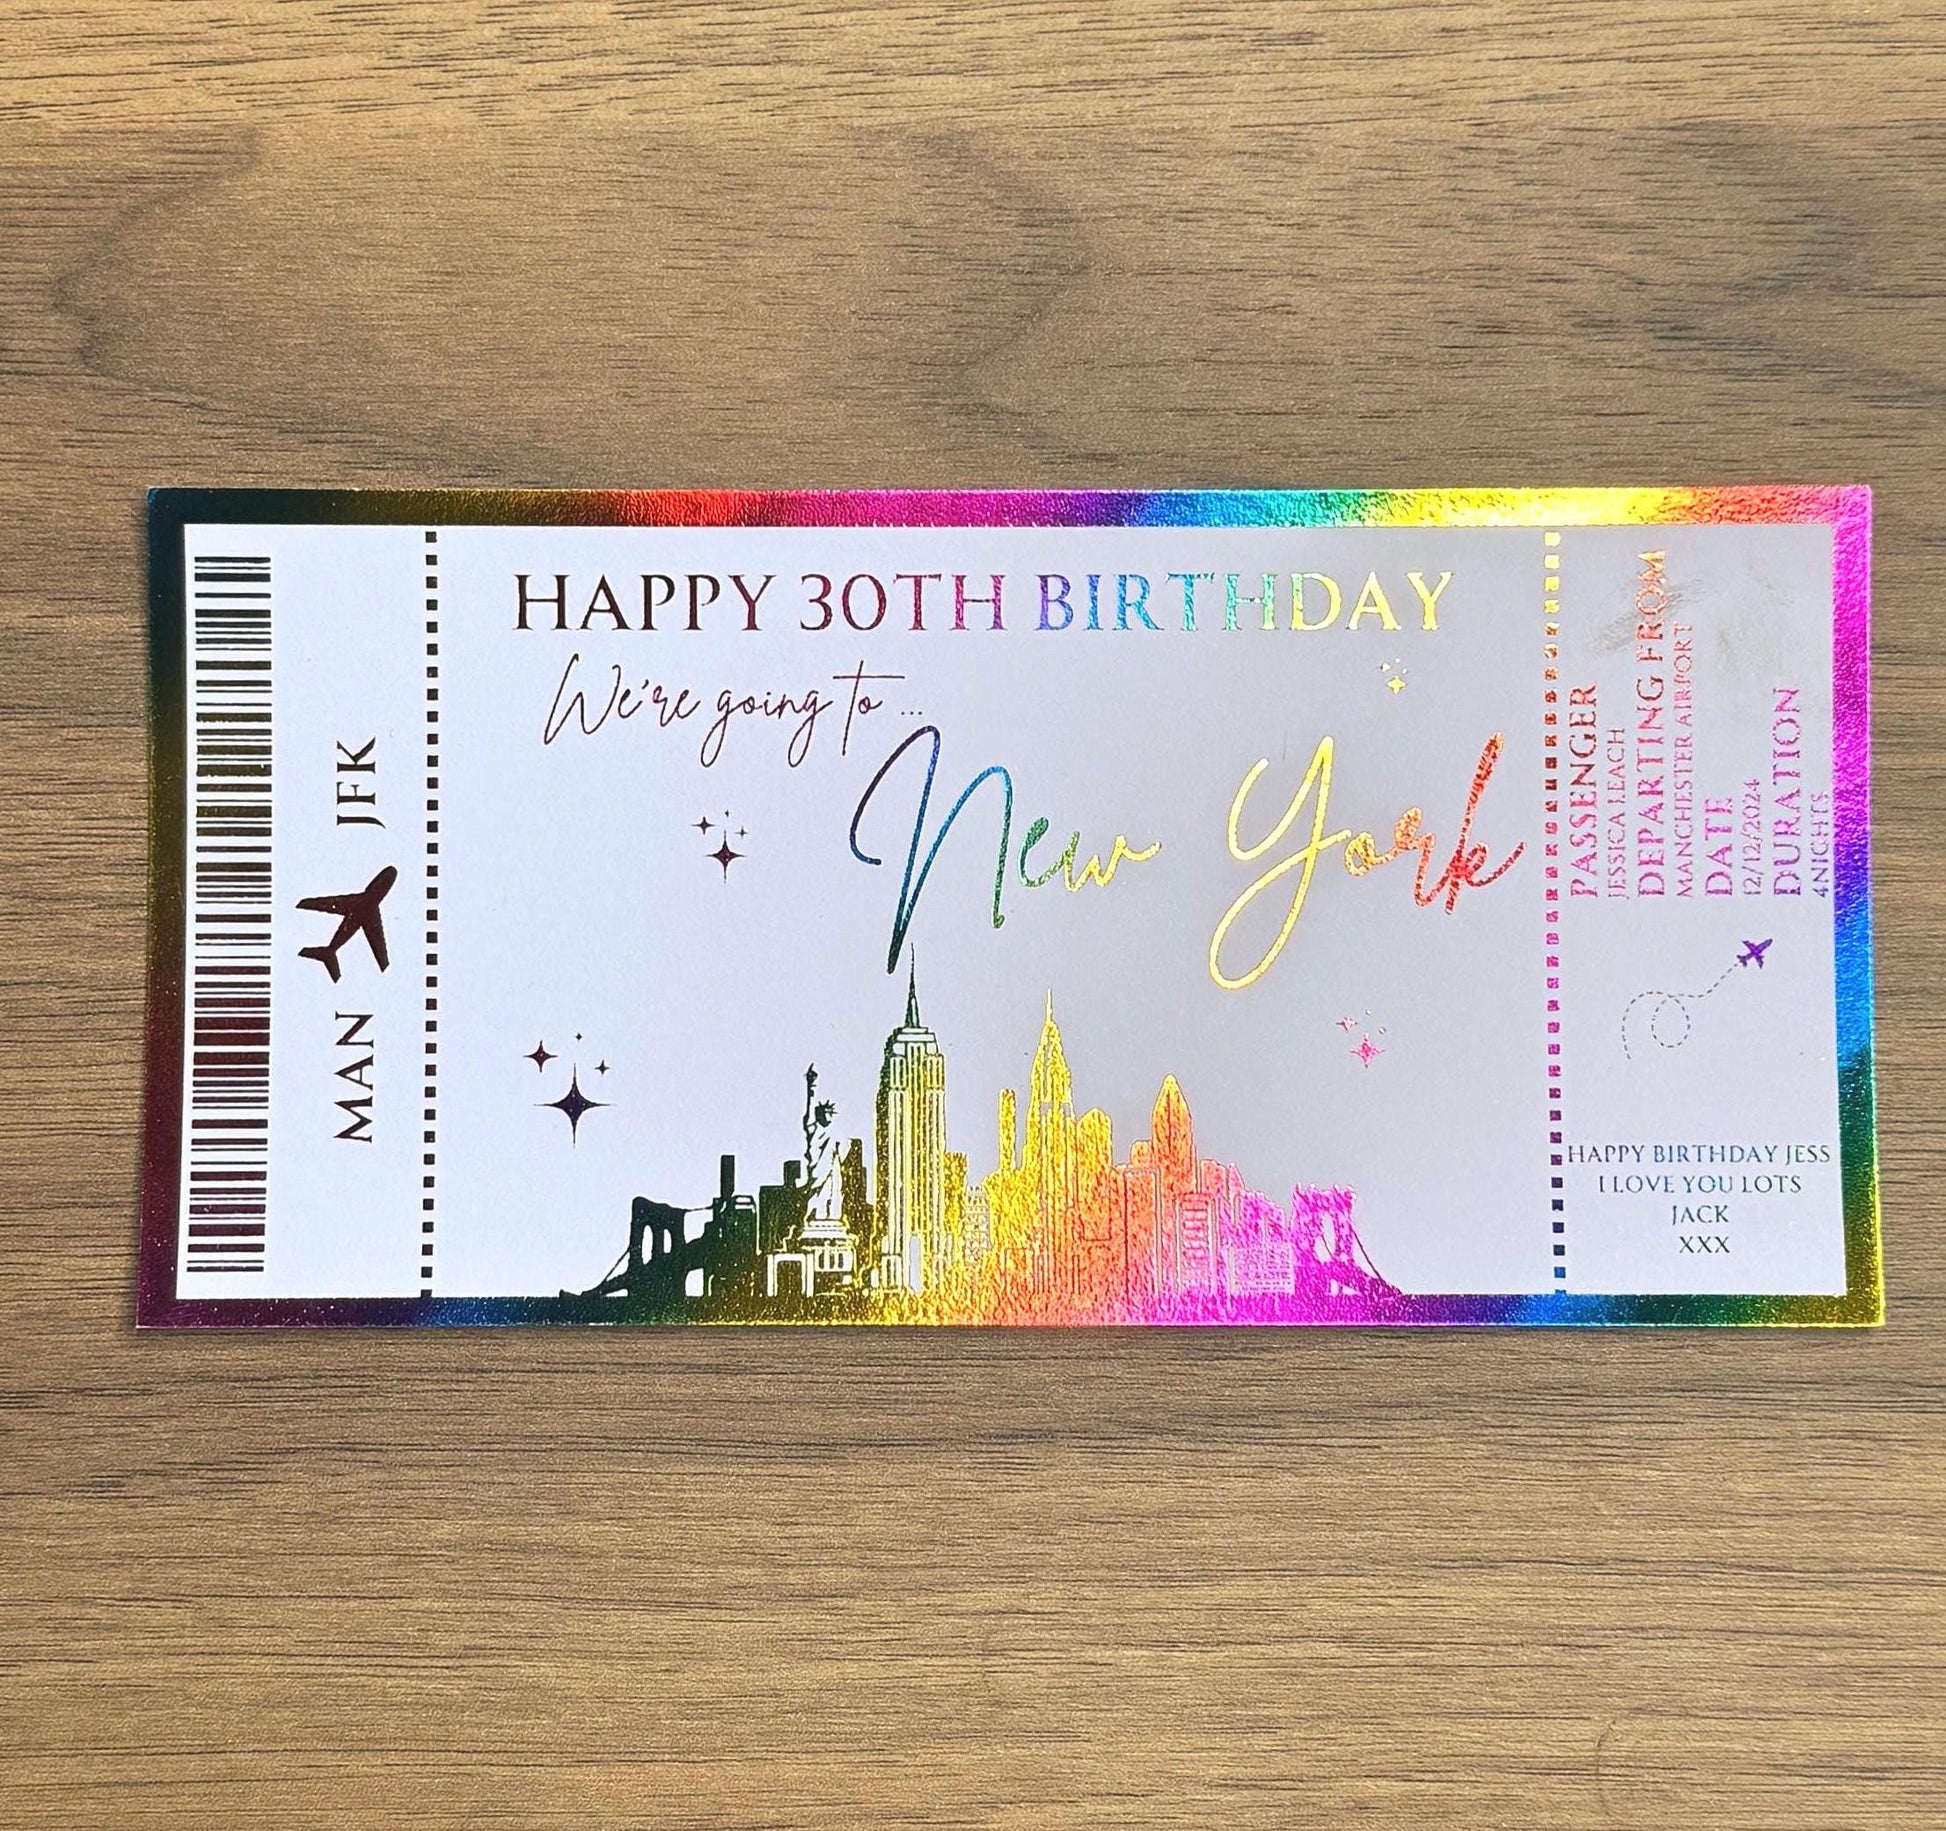 MAN JFK
HAPPY 30TH BIRTHDAY
We're going to ...
New York
PASSENGER
JESSICA LEACH
DEPARTING FROM
MANCHESTER AIRPORT
DATE
12/12/2024
DURATION
4NIGHTS
HAPPY BIRTHDAY JESS
I LOVE YOU LOTS
JACK
XXX